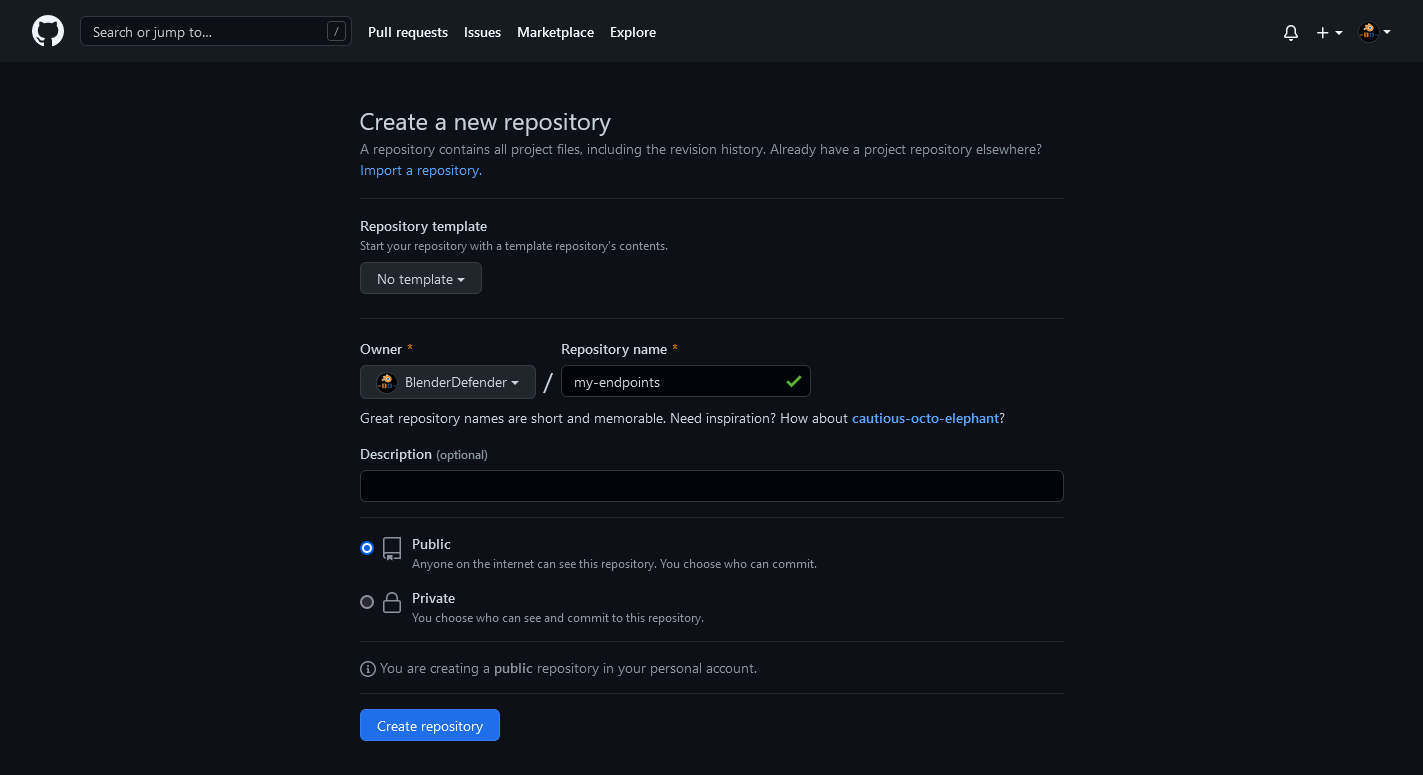 Search or jump to... /
Pull requests Issues Marketplace Explore
Create a new repository
A repository contains all project files, including the revision history. Already have a project repository elsewhere?
Import a repository.
Repository template
Start your repository with a template repository's contents.
No template
Owner * Repository name *
BlenderDefender / my-endpoints
Great repository names are short and memorable. Need inspiration? How about cautious-octo-elephant?
Description (optional)
Public
Anyone on the internet can see this repository. You choose who can commit.
Private
You choose who can see and commit to this repository.
You are creating a public repository in your personal account.
Create repository